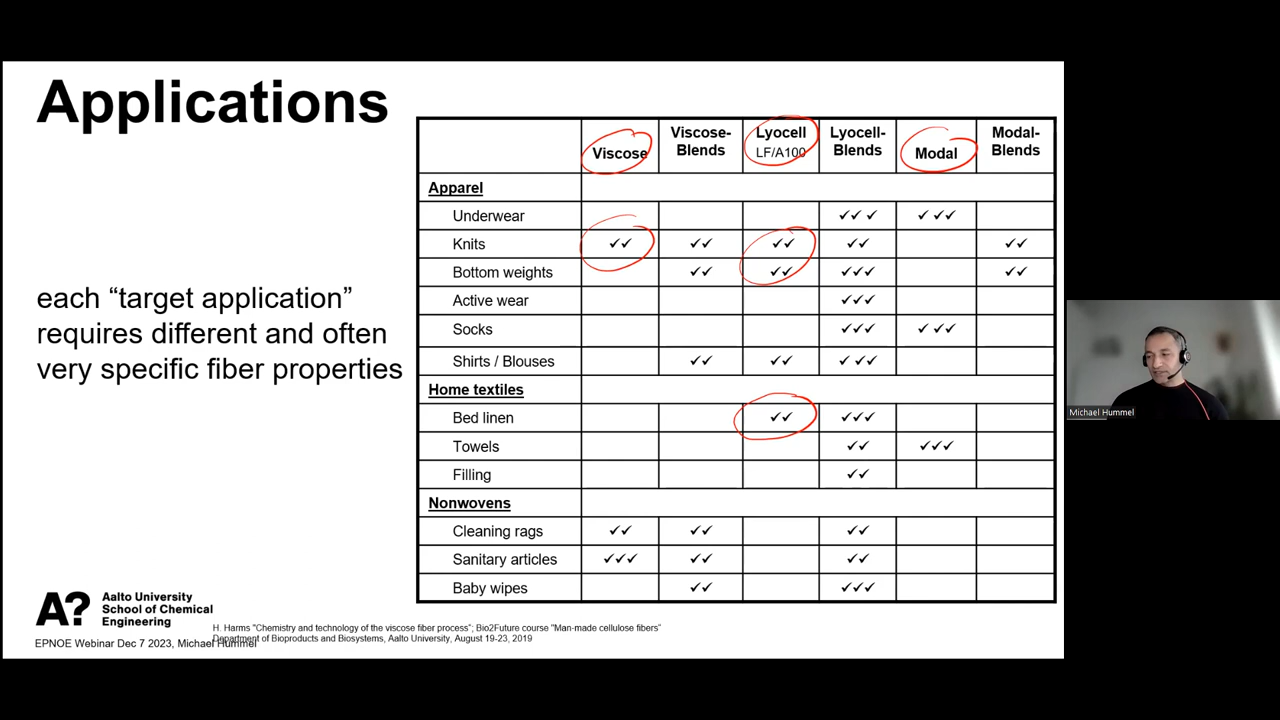 Applications
each “target application”
requires different and often
very specific fiber properties
Viscose
Viscose-
Blends
Lyocell
LF/A100
Lyocell-
Blends
Modal
Modal-
Blends
Apparel
Underwear ✓✓✓ ✓✓✓
Knits ✓✓ ✓✓ ✓✓ ✓✓ ✓✓
Bottom weights ✓✓ ✓✓ ✓✓✓ ✓✓
Active wear ✓✓✓
Socks ✓✓✓ ✓✓✓
Shirts / Blouses ✓✓ ✓✓ ✓✓✓
Home textiles
Bed linen ✓✓ ✓✓✓
Towels ✓✓ ✓✓✓
Filling ✓✓
Nonwovens
Cleaning rags ✓✓ ✓✓ ✓✓
Sanitary articles ✓✓✓ ✓✓ ✓✓
Baby wipes ✓✓ ✓✓✓
A?
Aalto University
School of Chemical
Engineering
H. Harms "Chemistry and technology of the viscose fiber process"; Bio2Future course "Man-made cellulose fibers"
Department of Bioproducts and Biosystems, Aalto University, August 19-23, 2019
EPNOE Webinar Dec 7 2023, Michael Hummel
Michael Hummel